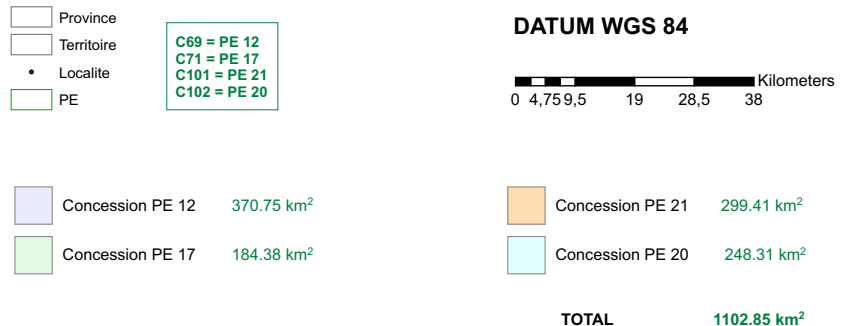 Province
Territoire
Localite
PE
C69 = PE 12
C71 = PE 17
C101 = PE 21
C102 = PE 20
DATUM WGS 84
Kilometers
0 4,75 9,5 19 28,5 38
Concession PE 12 370.75 km²
Concession PE 17 184.38 km²
Concession PE 21 299.41 km²
Concession PE 20 248.31 km²
TOTAL 1102.85 km²